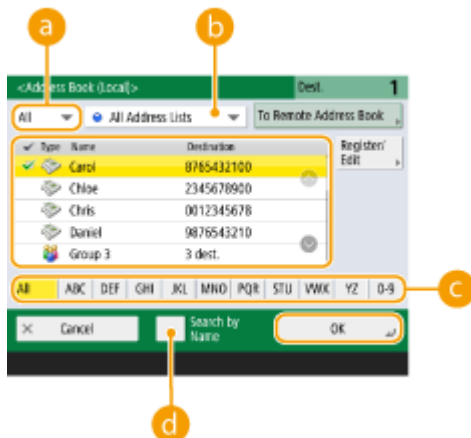 a
b
<Address Book (Local)> Dest. 1
All All Address Lists To Remote Address Book
Type Name Destination Register/
Edit
Carol 8765432100
Chloe 2345678900
Chris 0012345678
Daniel 9876543210
Group 3 3 dest.
All ABC DEF GHI JKL MNO PQR STU VWX YZ 0-9
c
Cancel Search by
Name OK
d